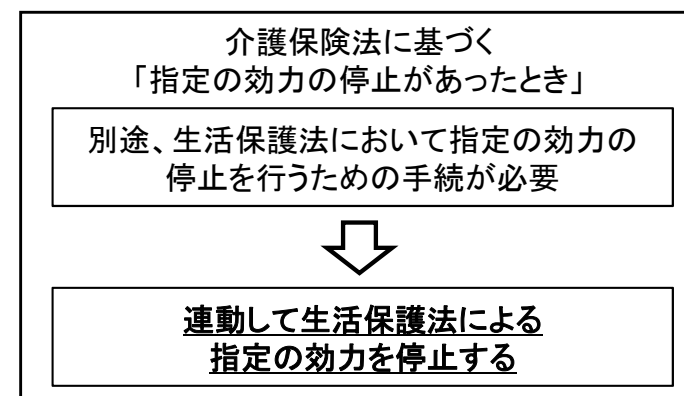 介護保険法に基づく
「指定の効力の停止があったとき」
別途、生活保護法において指定の効力の
停止を行うための手続が必要
連動して生活保護法による
指定の効力を停止する